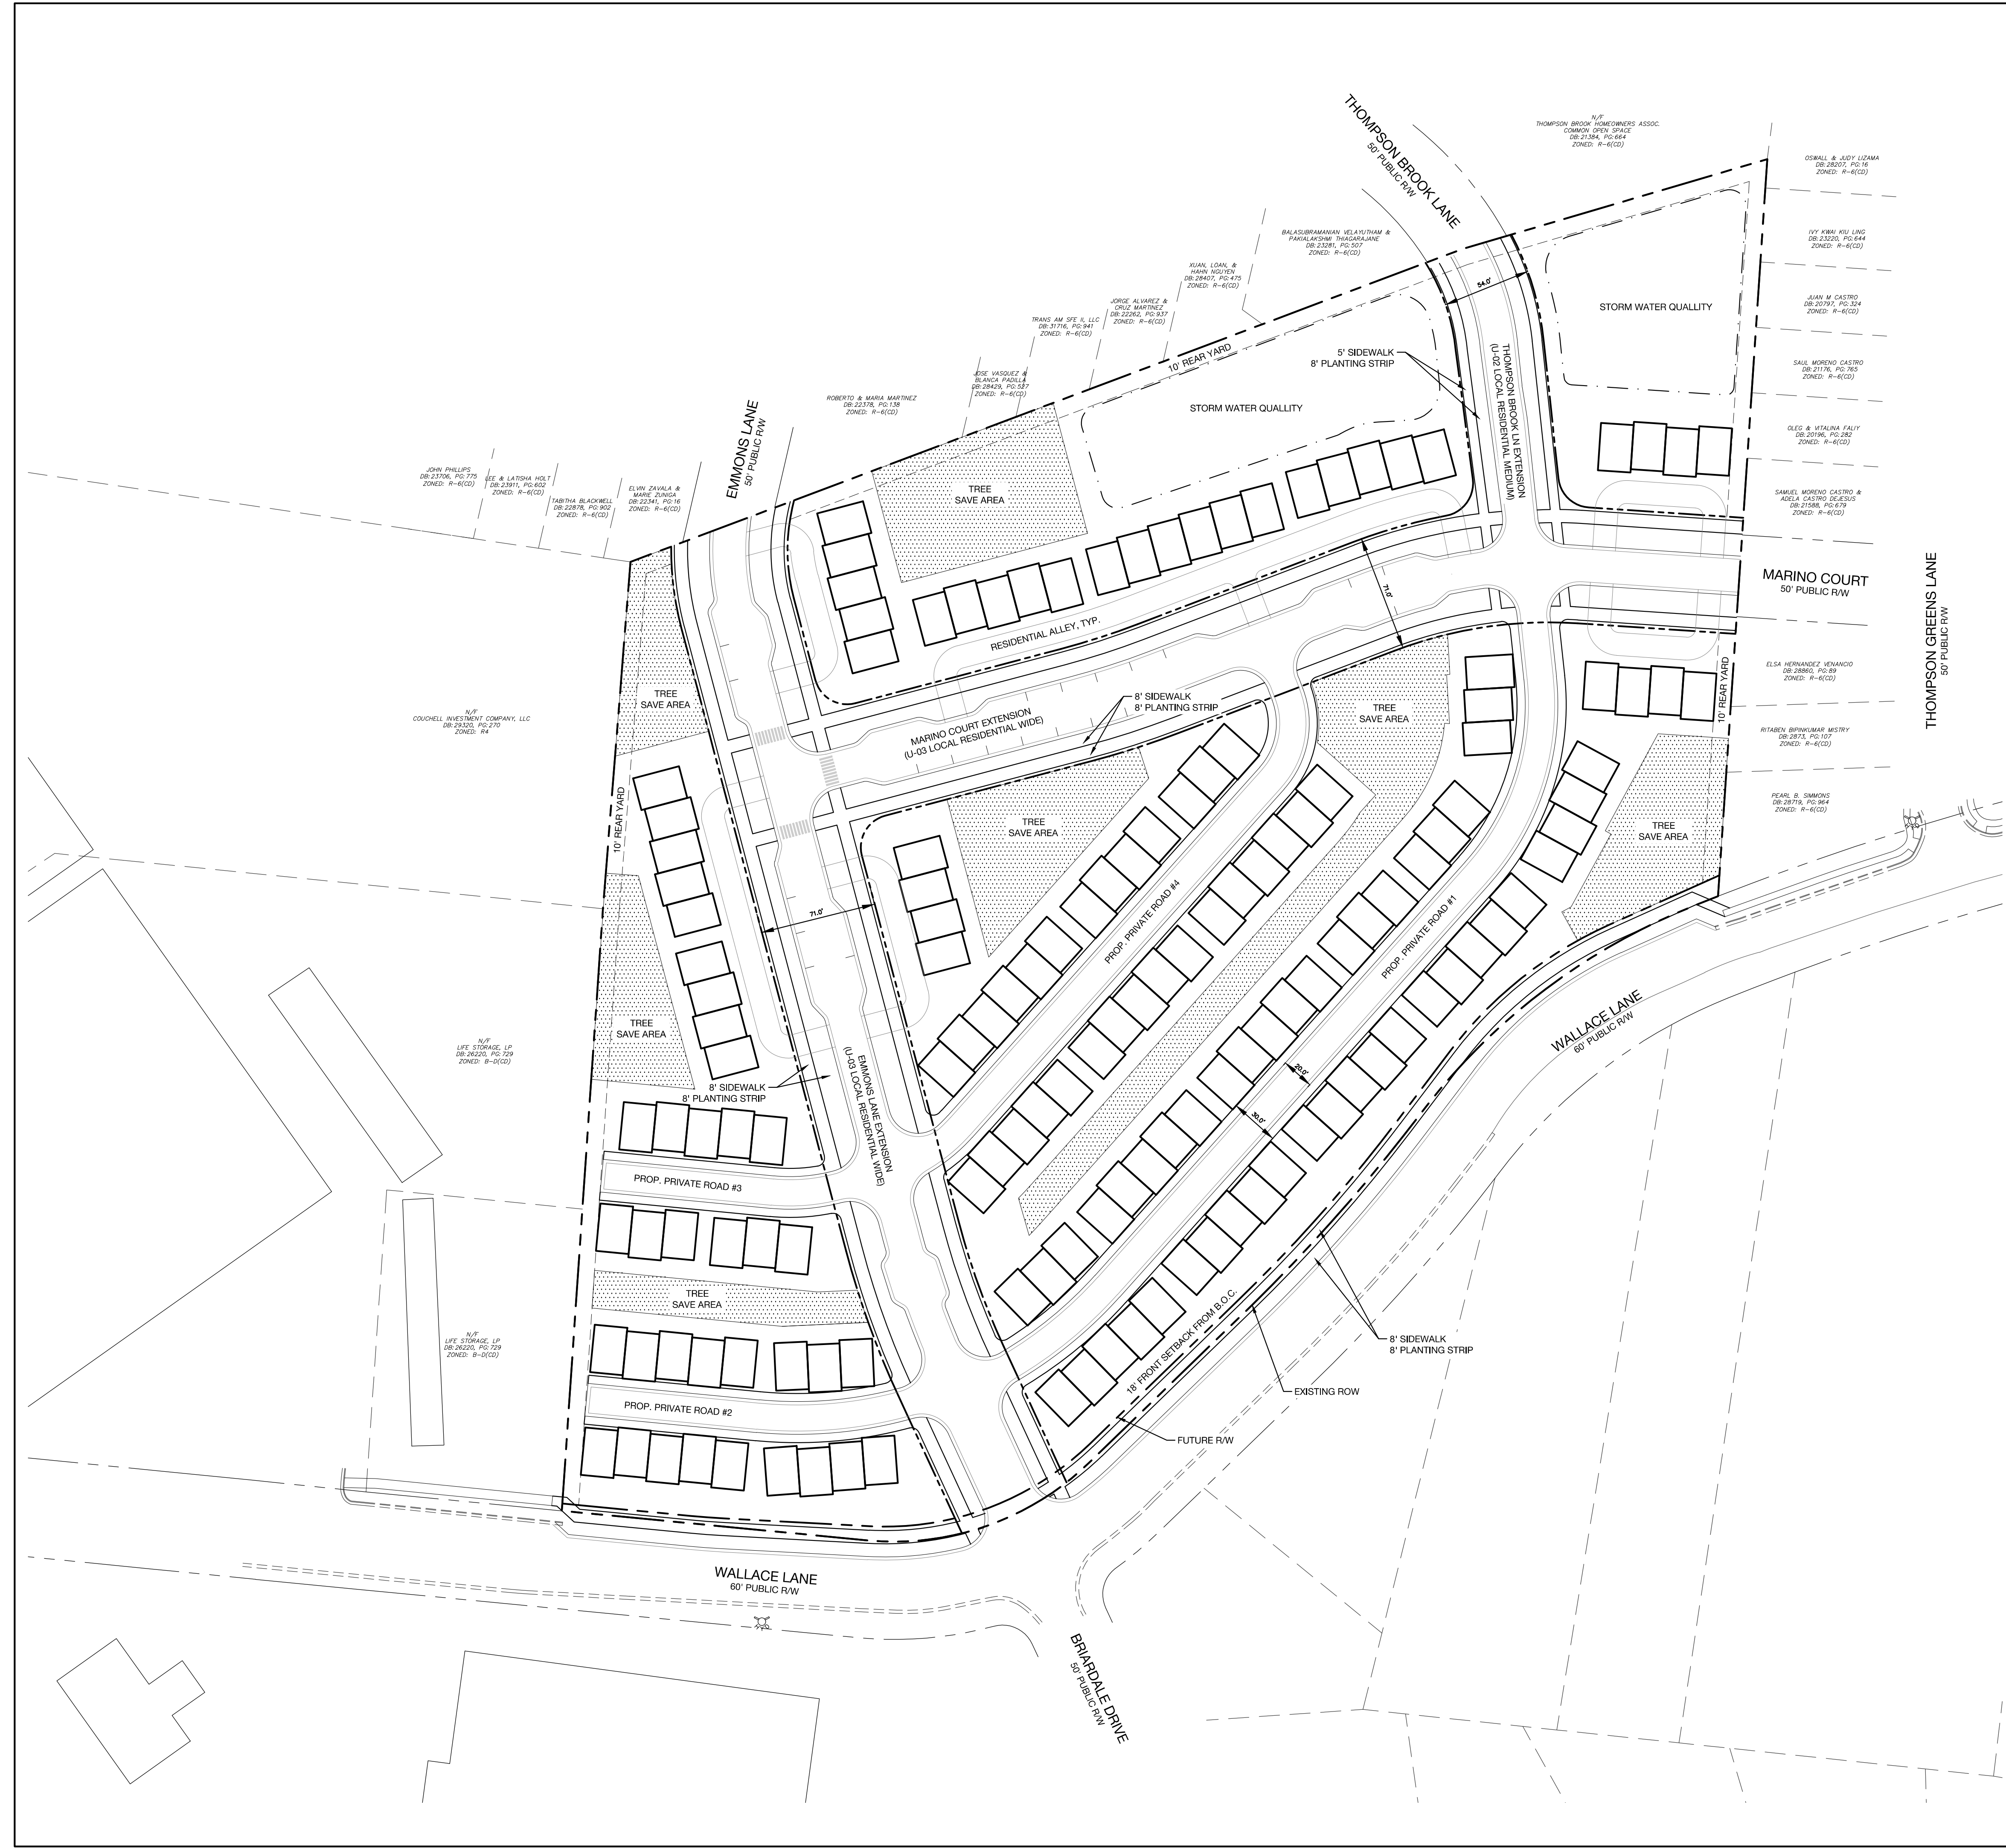 N/F
THOMPSON BROOK HOMEOWNERS ASSOC.
COMMON OPEN SPACE
DB: 21384, PG: 664
ZONED: R-6(CD)
THOMPSON BROOK LANE
50' PUBLIC R/W
OSWALL & JUDY LIZAMA
DB: 28207, PG: 16
ZONED: R-6(CD)
IVY KWAI KIU LING
DB: 23220, PG: 644
ZONED: R-6(CD)
BALASUBRAMANIAN VELAYUTHAM &
PAKIALAKSHMI THIAGARAJANE
DB: 23281, PG: 507
ZONED: R-6(CD)
XUAN, LOAN, &
HAHN NGUYEN
DB: 28407, PG: 475
ZONED: R-6(CD)
JORGE ALVAREZ &
CRUZ MARTINEZ
DB: 22262, PG: 937
ZONED: R-6(CD)
TRANS AM SFE II, LLC
DB: 31716, PG: 941
ZONED: R-6(CD)
JOSE VASQUEZ &
BLANCA PADILLA
DB: 28429, PG: 527
ZONED: R-6(CD)
ROBERTO & MARIA MARTINEZ
DB: 22378, PG: 138
ZONED: R-6(CD)
54.0'
STORM WATER QUALLITY
JUAN M CASTRO
DB: 20797, PG: 324
ZONED: R-6(CD)
SAUL MORENO CASTRO
DB: 21176, PG: 765
ZONED: R-6(CD)
OLEG & VITALINA FALIY
DB: 20196, PG: 282
ZONED: R-6(CD)
SAMUEL MORENO CASTRO &
ADELA CASTRO DEJESUS
DB: 21588, PG: 679
ZONED: R-6(CD)
10' REAR YARD
5' SIDEWALK
8' PLANTING STRIP
THOMPSON BROOK LN EXTENSION
(U-02 LOCAL RESIDENTIAL MEDIUM)
STORM WATER QUALLITY
EMMONS LANE
50' PUBLIC R/W
JOHN PHILLIPS
DB: 23706, PG: 775
ZONED: R-6(CD)
LEE & LATISHA HOLT
DB: 23911, PG: 602
ZONED: R-6(CD)
TABITHA BLACKWELL
DB: 22878, PG: 902
ZONED: R-6(CD)
ELVIN ZAVALA &
MARIE ZUNIGA
DB: 22341, PG: 16
ZONED: R-6(CD)
TREE
SAVE AREA
MARINO COURT
50' PUBLIC R/W
THOMPSON GREENS LANE
50' PUBLIC R/W
71.0'
RESIDENTIAL ALLEY, TYP.
ELSA HERNANDEZ VENANCIO
DB: 28860, PG: 89
ZONED: R-6(CD)
10' REAR YARD
N/F
COUCHELL INVESTMENT COMPANY, LLC
DB: 29320, PG: 270
ZONED: R4
TREE
SAVE AREA
8' SIDEWALK
8' PLANTING STRIP
MARINO COURT EXTENSION
(U-03 LOCAL RESIDENTIAL WIDE)
TREE
SAVE AREA
RITABEN BIPINKUMAR MISTRY
DB: 2873, PG: 107
ZONED: R-6(CD)
PEARL B. SIMMONS
DB: 28719, PG: 964
ZONED: R-6(CD)
10' REAR YARD
TREE
SAVE AREA
TREE
SAVE AREA
71.0'
PROP. PRIVATE ROAD #4
PROP. PRIVATE ROAD #1
TREE
SAVE AREA
WALLACE LANE
60' PUBLIC R/W
N/F
LIFE STORAGE, LP
DB: 26220, PG: 729
ZONED: B-D(CD)
8' SIDEWALK
8' PLANTING STRIP
EMMONS LANE EXTENSION
(U-03 LOCAL RESIDENTIAL WIDE)
20.0'
30.0'
PROP. PRIVATE ROAD #3
TREE
SAVE AREA
N/F
LIFE STORAGE, LP
DB: 26220, PG: 729
ZONED: B-D(CD)
18' FRONT SETBACK FROM B.O.C.
8' SIDEWALK
8' PLANTING STRIP
EXISTING ROW
PROP. PRIVATE ROAD #2
FUTURE R/W
WALLACE LANE
60' PUBLIC R/W
BRIARDALE DRIVE
50' PUBLIC R/W